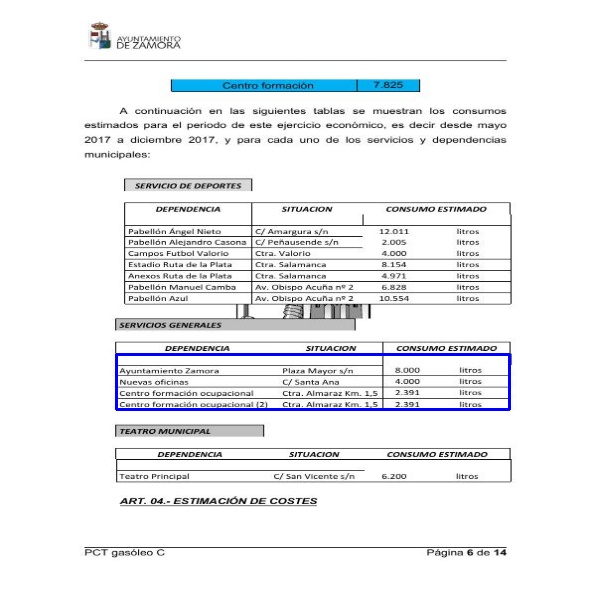 AYUNTAMIENTO
DE ZAMORA
Centro formación 7.825
A continuación en las siguientes tablas se muestran los consumos
estimados para el periodo de este ejercicio económico, es decir desde mayo
2017 a diciembre 2017, y para cada uno de los servicios y dependencias
municipales:
SERVICIO DE DEPORTES
DEPENDENCIA SITUACION CONSUMO ESTIMADO
Pabellón Ángel Nieto C/ Amargura s/n 12.011 litros
Pabellón Alejandro Casona C/ Peñausende s/n 2.005 litros
Campos Futbol Valorio Ctra. Valorio 4.000 litros
Estadio Ruta de la Plata Ctra. Salamanca 8.154 litros
Anexos Ruta de la Plata Ctra. Salamanca 4.971 litros
Pabellón Manuel Camba Av. Obispo Acuña nº 2 6.828 litros
Pabellón Azul Av. Obispo Acuña nº 2 10.554 litros
SERVICIOS GENERALES
DEPENDENCIA SITUACION CONSUMO ESTIMADO
Ayuntamiento Zamora Plaza Mayor s/n 8.000 litros
Nuevas oficinas C/ Santa Ana 4.000 litros
Centro formación ocupacional Ctra. Almaraz Km. 1,5 2.391 litros
Centro formación ocupacional (2) Ctra. Almaraz Km. 1,5 2.391 litros
TEATRO MUNICIPAL
DEPENDENCIA SITUACION CONSUMO ESTIMADO
Teatro Principal C/ San Vicente s/n 6.200 litros
ART. 04.- ESTIMACIÓN DE COSTES
PCT gasóleo C Página 6 de 14